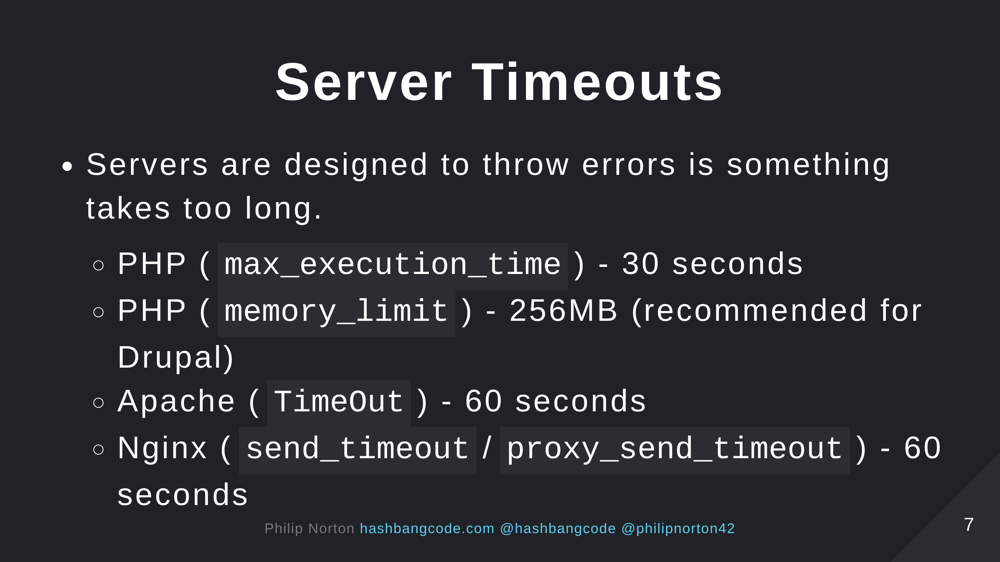 Server Timeouts
Servers are designed to throw errors is something
takes too long.
PHP ( max_execution_time ) - 30 seconds
PHP ( memory_limit ) - 256MB (recommended for
Drupal)
Apache ( TimeOut ) - 60 seconds
Nginx ( send_timeout / proxy_send_timeout ) - 60
seconds
Philip Norton hashbangcode.com @hashbangcode @philipnorton42
7